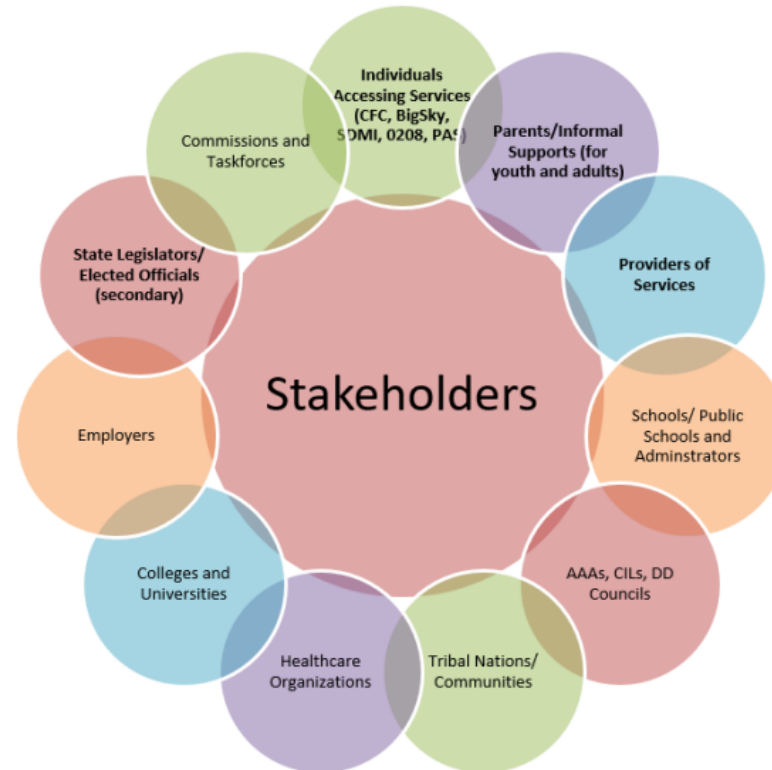 Individuals
Accessing Services
(CFC, BigSky,
SDMI, 0208, PAS)
Parents/Informal
Supports (for
youth and adults)
Providers of
Services
Schools/ Public
Schools and
Adminstrators
AAAs, CILs, DD
Councils
Tribal Nations/
Communities
Healthcare
Organizations
Colleges and
Universities
Employers
State Legislators/
Elected Officials
(secondary)
Commissions and
Taskforces
Stakeholders